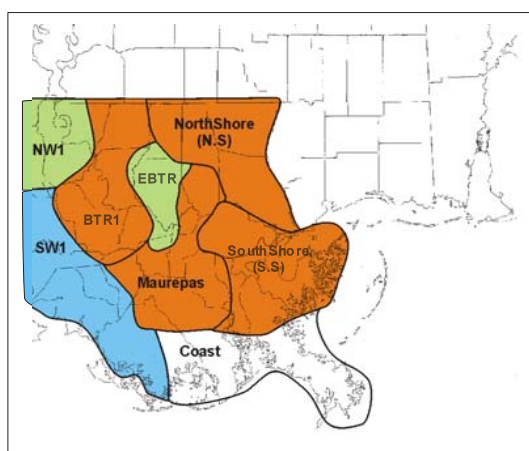 NorthShore
(N.S)
NW1
EBTR
BTR1
SW1
SouthShore
(S.S)
Maurepas
Coast